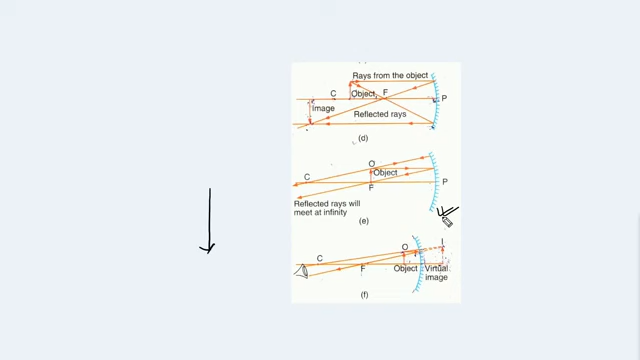 Rays from the object
C
Object
F
P
Image
Reflected rays
(d)
O
C
Object
F
P
Reflected rays will
meet at infinity
(e)
O
I
C
F
Object
Virtual
image
(f)